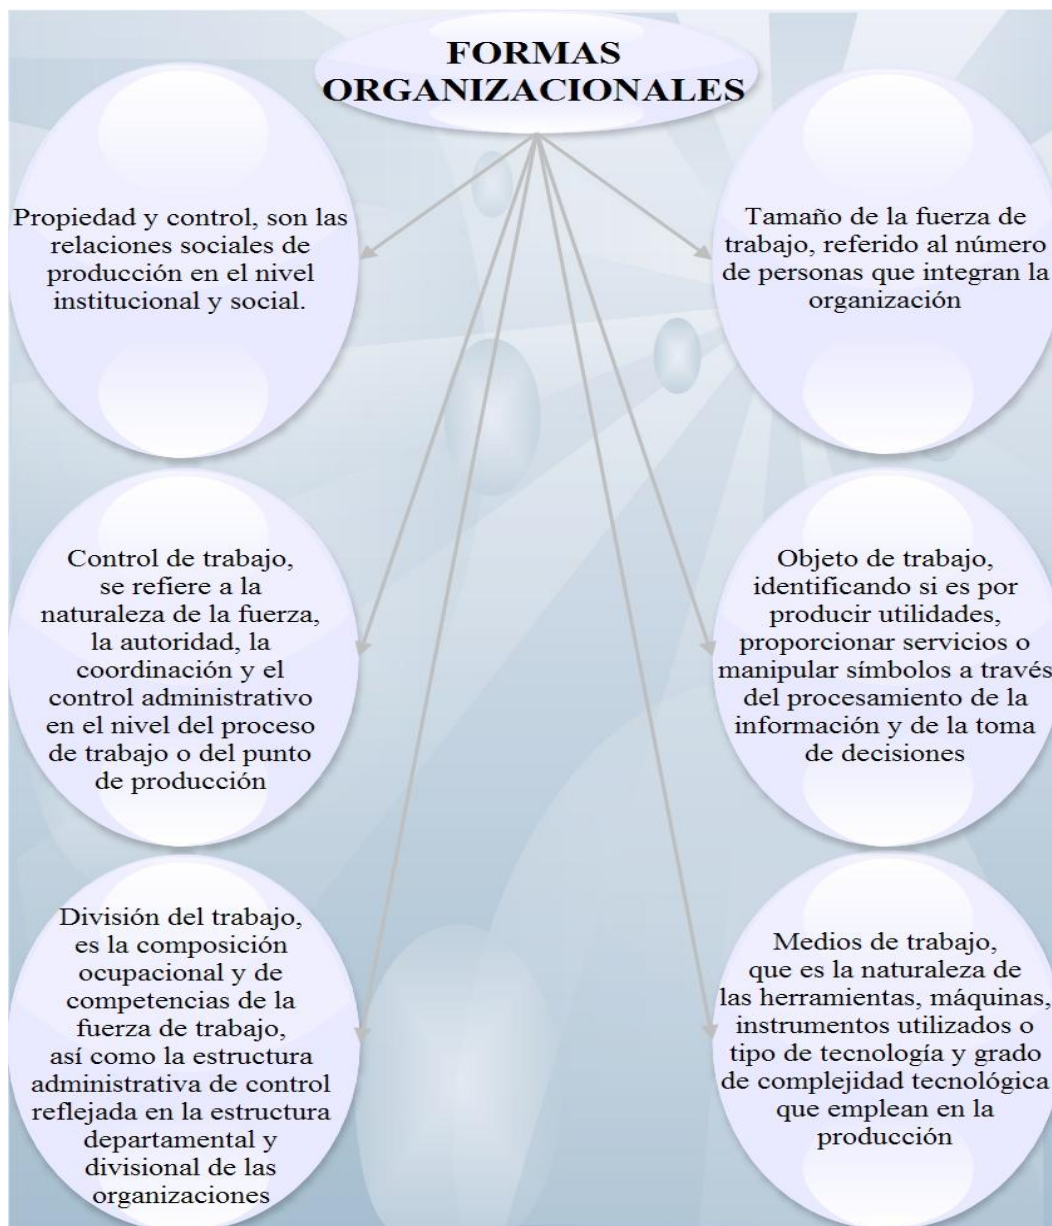 FORMAS
ORGANIZACIONALES
Propiedad y control, son las
relaciones sociales de
producción en el nivel
institucional y social.
Tamaño de la fuerza de
trabajo, referido al número
de personas que integran la
organización
Control de trabajo,
se refiere a la
naturaleza de la fuerza,
la autoridad, la
coordinación y el
control administrativo
en el nivel del proceso
de trabajo o del punto
de producción
Objeto de trabajo,
identificando si es por
producir utilidades,
proporcionar servicios o
manipular símbolos a través
del procesamiento de la
información y de la toma
de decisiones
División del trabajo,
es la composición
ocupacional y de
competencias de la
fuerza de trabajo,
así como la estructura
administrativa de control
reflejada en la estructura
departamental y
divisional de las
organizaciones
Medios de trabajo,
que es la naturaleza de
las herramientas, máquinas,
instrumentos utilizados o
tipo de tecnología y grado
de complejidad tecnológica
que emplean en la
producción